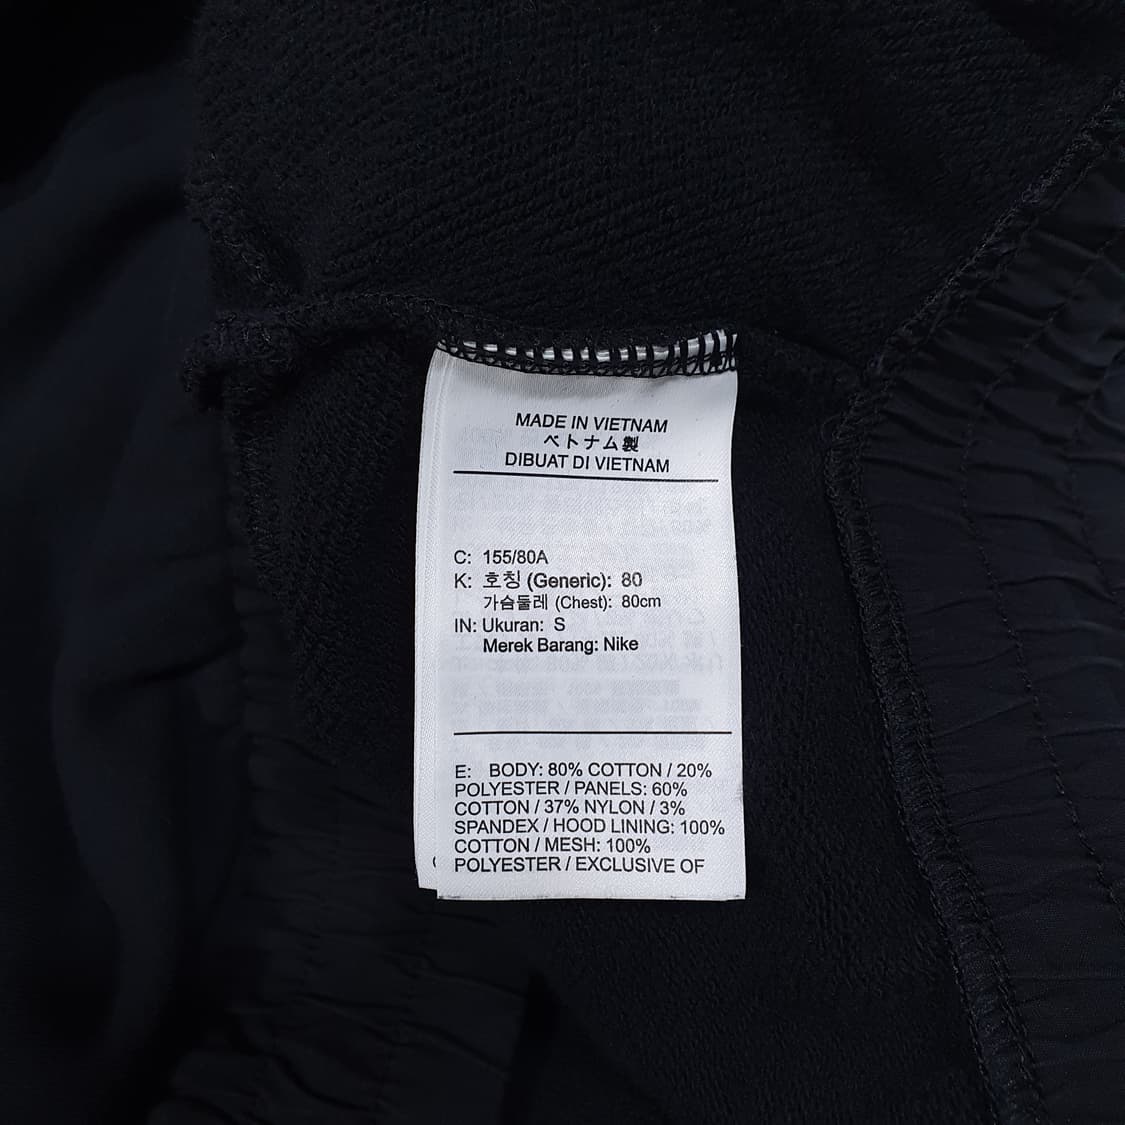 MADE IN VIETNAM
ベトナム製
DIBUAT DI VIETNAM
C: 155/80A
K: 호칭 (Generic): 80
가슴둘레 (Chest): 80cm
IN: Ukuran: S
Merek Barang: Nike
E: BODY: 80% COTTON / 20%
POLYESTER / PANELS: 60%
COTTON / 37% NYLON / 3%
SPANDEX / HOOD LINING: 100%
COTTON / MESH: 100%
POLYESTER / EXCLUSIVE OF